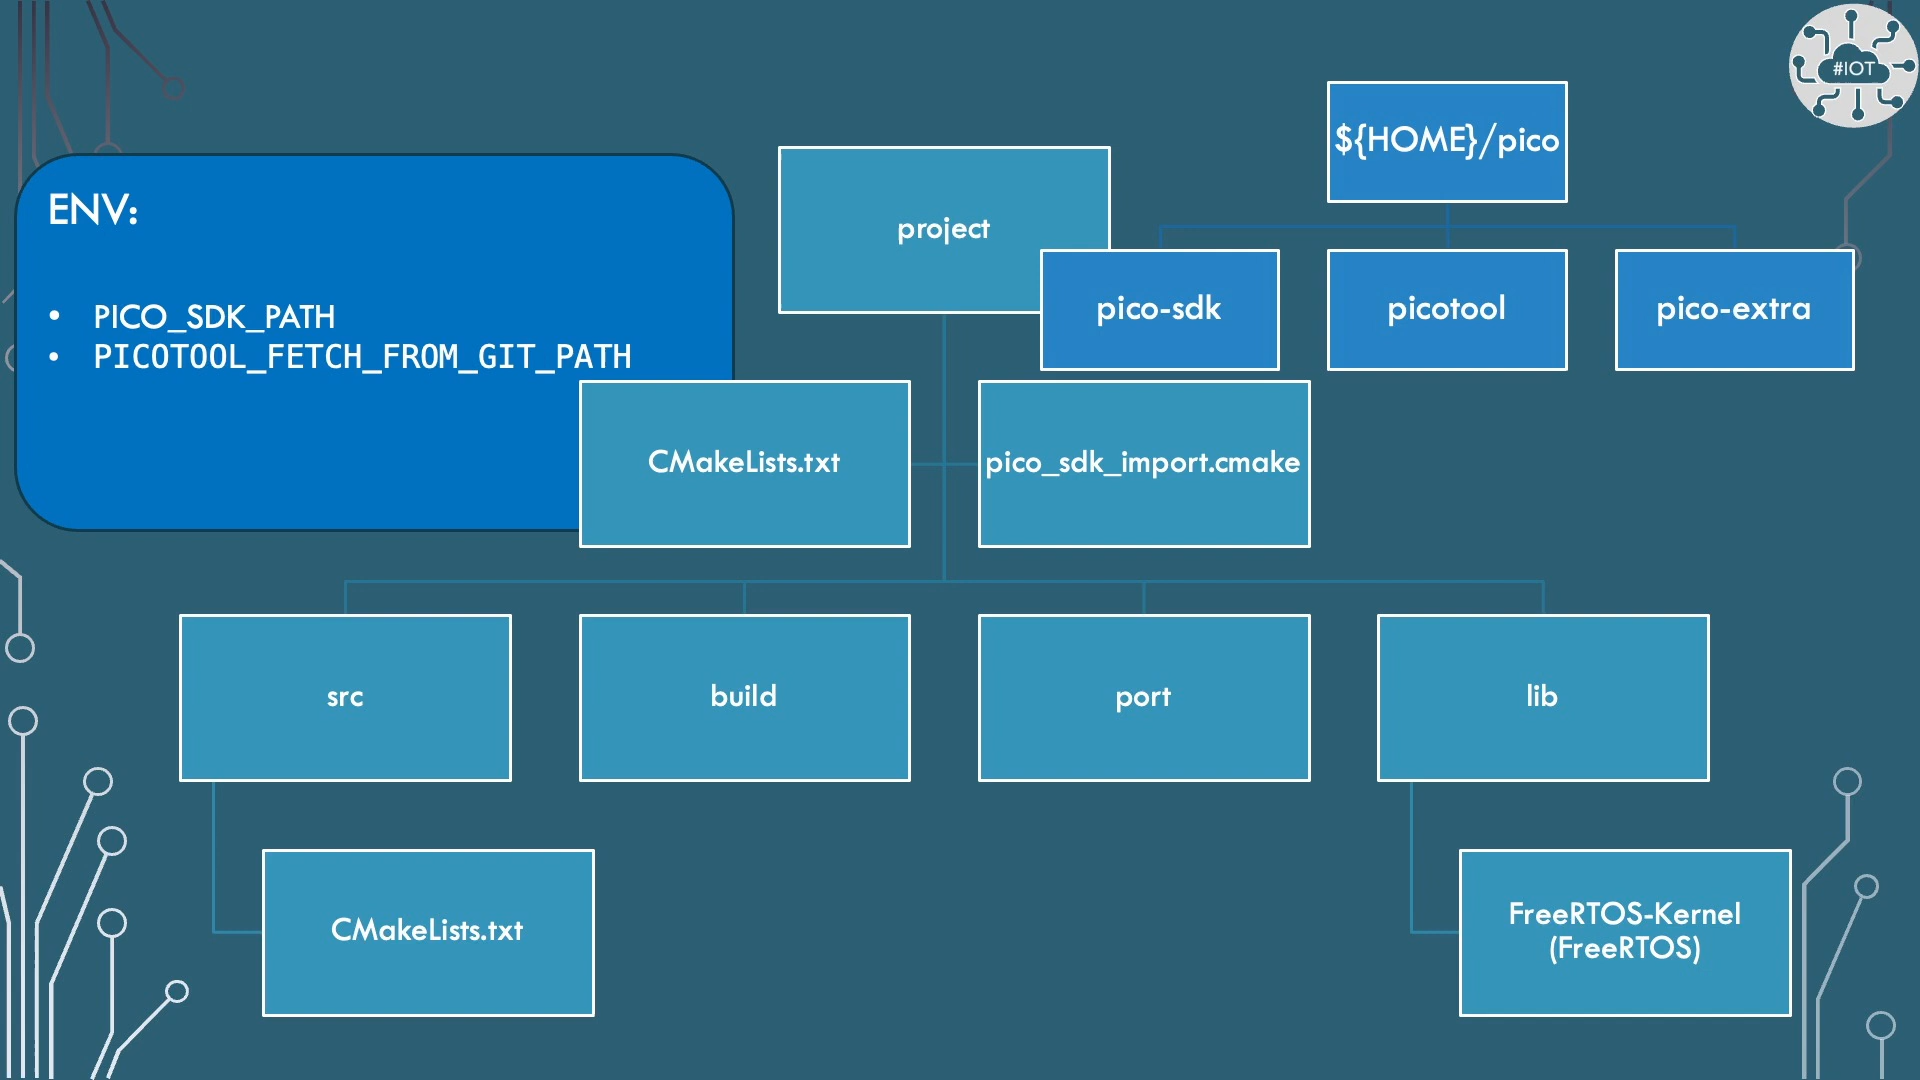 #IOT
${HOME}/pico
ENV:
project
pico-sdk
picotool
pico-extra
• PICO_SDK_PATH
• PICOTOOL_FETCH_FROM_GIT_PATH
CMakeLists.txt
pico_sdk_import.cmake
src
build
port
lib
CMakeLists.txt
FreeRTOS-Kernel
(FreeRTOS)